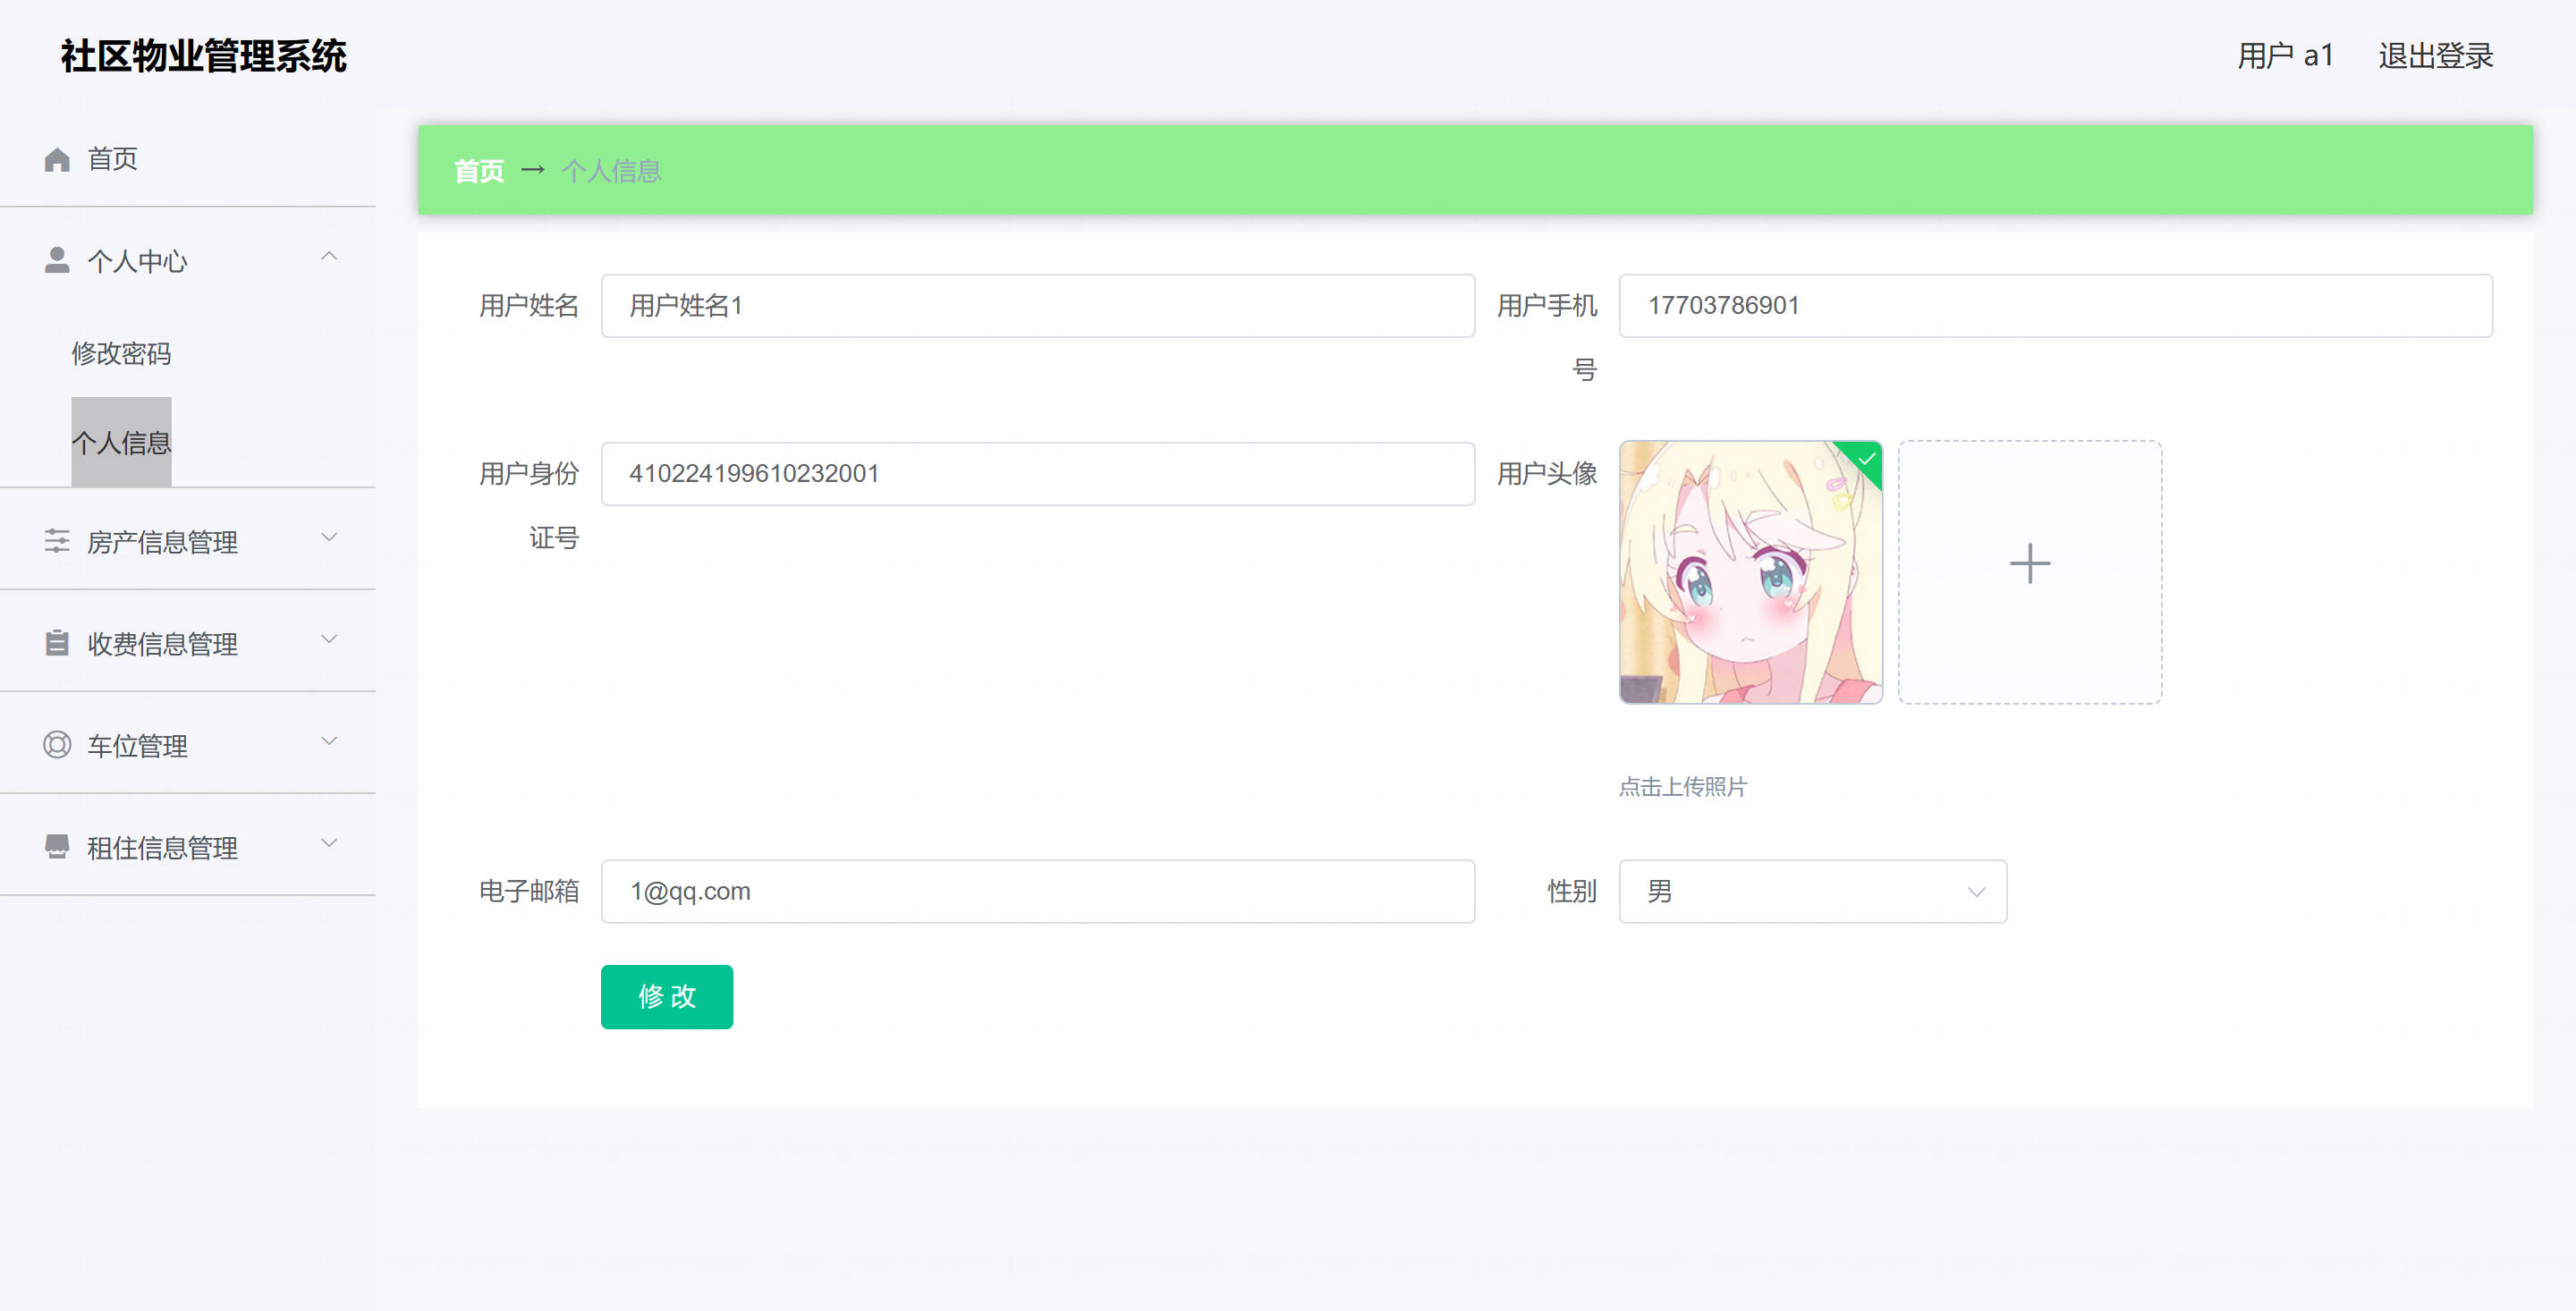 社区物业管理系统
用户 a1
退出登录
首页
个人中心
修改密码
个人信息
房产信息管理
收费信息管理
车位管理
租住信息管理
首页 → 个人信息
用户姓名
用户姓名1
用户手机
号
17703786901
用户身份
证号
410224199610232001
用户头像
点击上传照片
电子邮箱
1@qq.com
性别
男
修 改